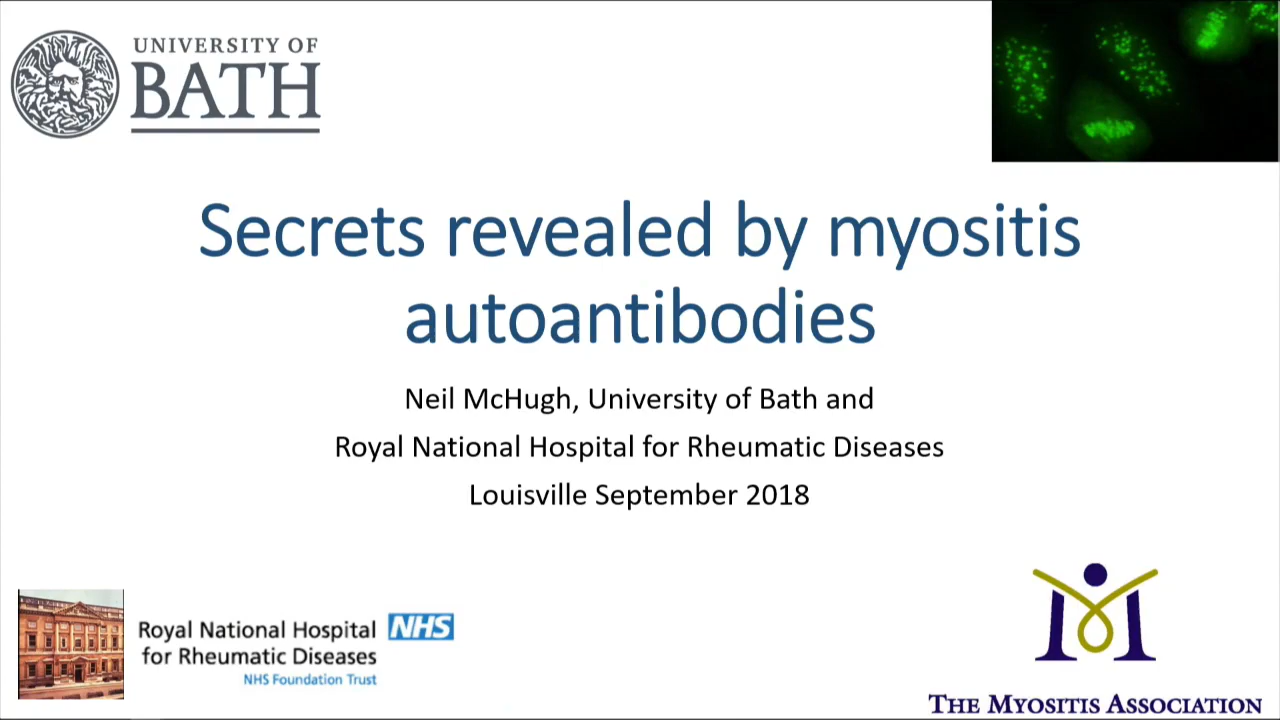 UNIVERSITY OF
BATH
Secrets revealed by myositis
autoantibodies
Neil McHugh, University of Bath and
Royal National Hospital for Rheumatic Diseases
Louisville September 2018
Royal National Hospital NHS
for Rheumatic Diseases
NHS Foundation Trust
THE MYOSITIS ASSOCIATION